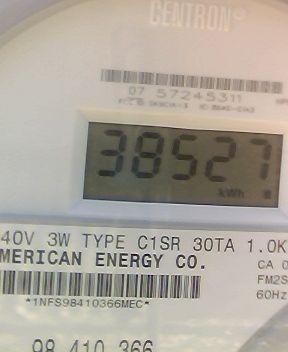 CENTRON®
07 57245311
38527
kWh
40V 3W TYPE C1SR 30TA 1.0K
MERICAN ENERGY CO.
CA 0
FM2S
*1NFS98410366MEC*
60Hz
98 410 366